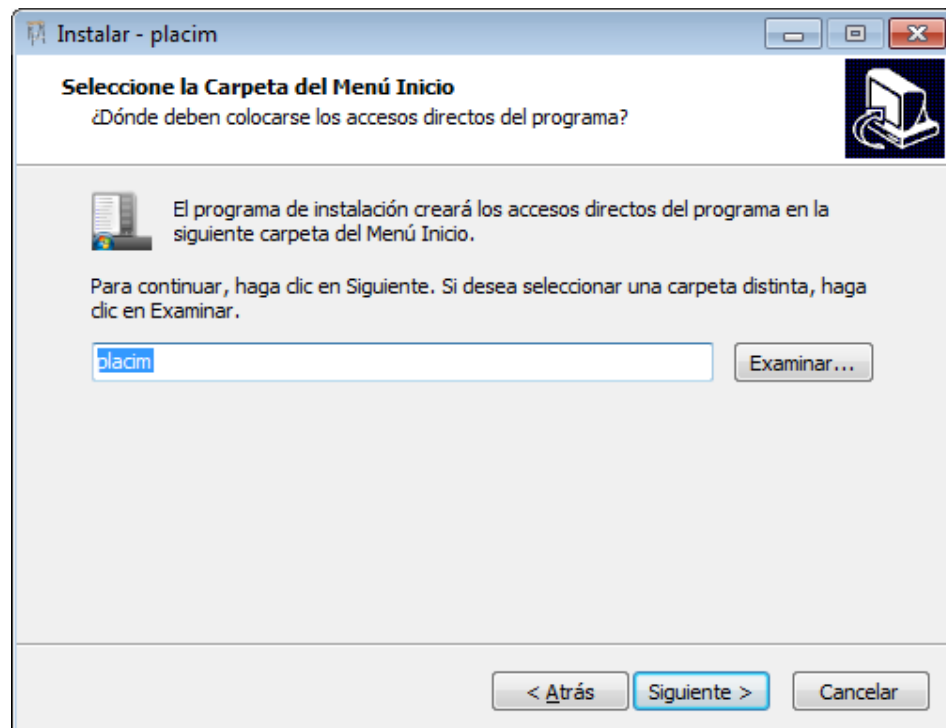 Instalar - placim
Seleccione la Carpeta del Menú Inicio
¿Dónde deben colocarse los accesos directos del programa?
El programa de instalación creará los accesos directos del programa en la
siguiente carpeta del Menú Inicio.
Para continuar, haga clic en Siguiente. Si desea seleccionar una carpeta distinta, haga
clic en Examinar.
placim
Examinar...
< Atrás
Siguiente >
Cancelar